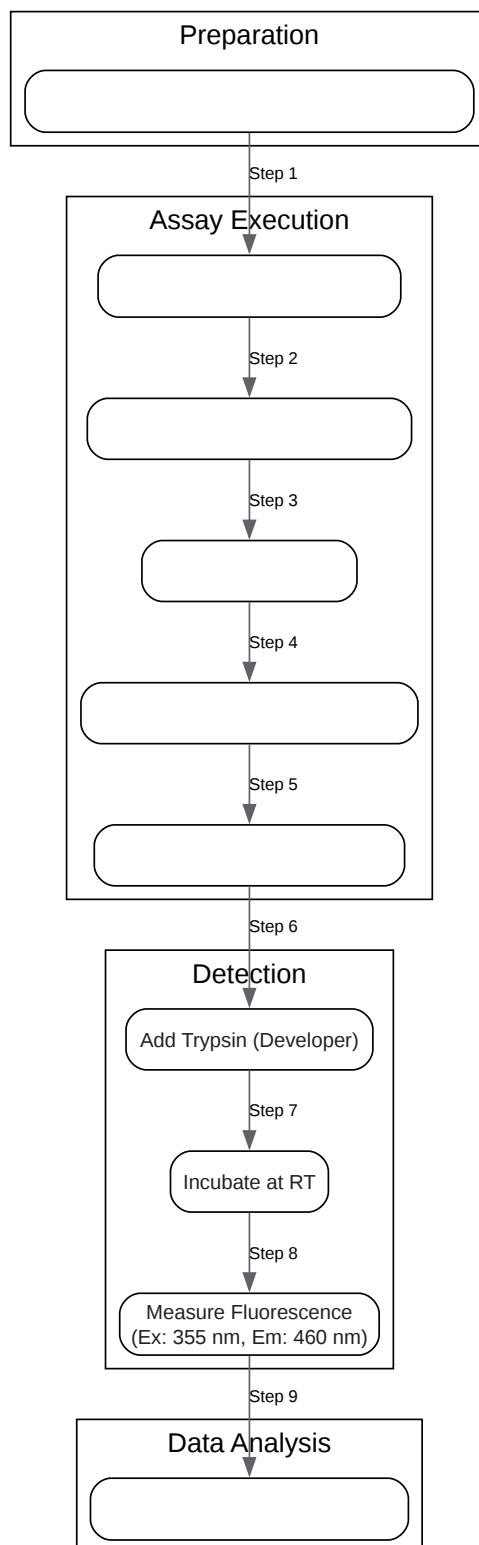 Preparation
Step 1
Assay Execution
Step 2
Step 3
Step 4
Step 5
Step 6
Detection
Add Trypsin (Developer)
Step 7
Incubate at RT
Step 8
Measure Fluorescence
(Ex: 355 nm, Em: 460 nm)
Step 9
Data Analysis